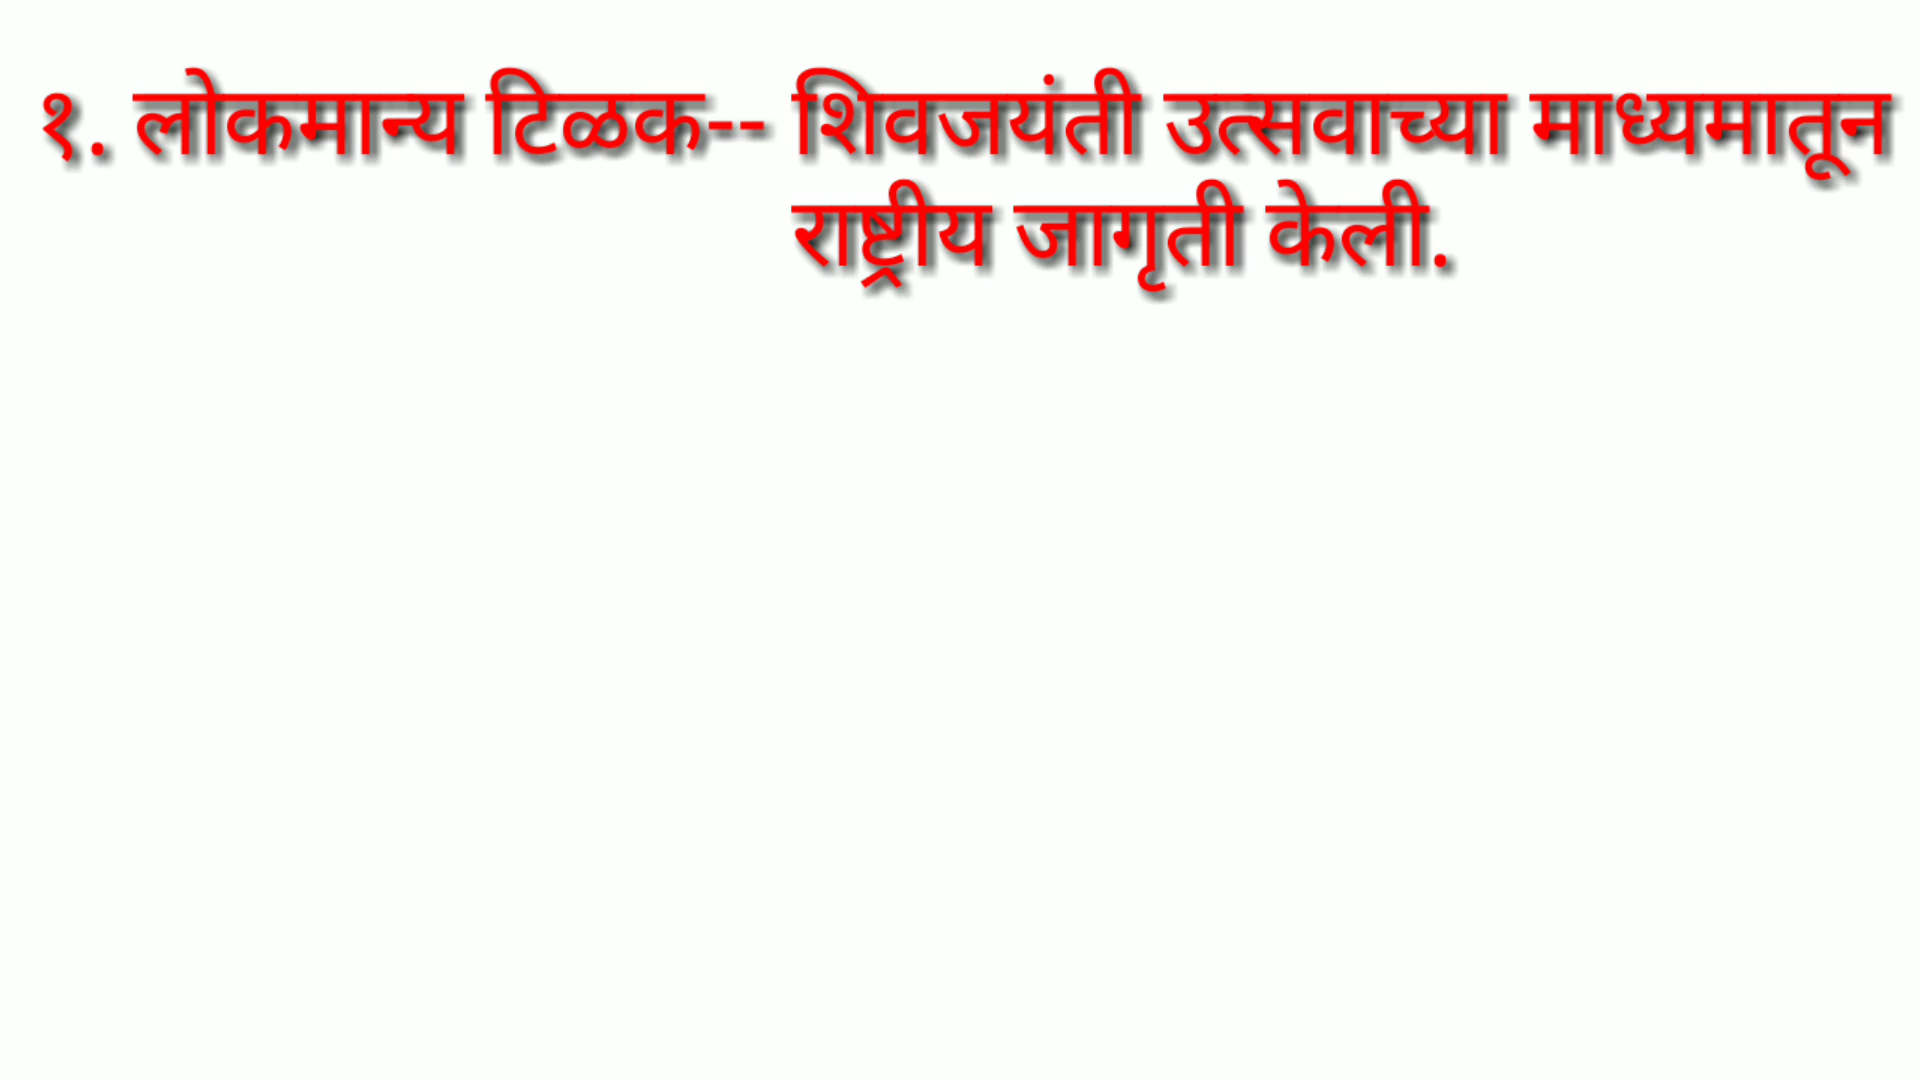 १. लोकमान्य टिळक-- शिवजयंती उत्सवाच्या माध्यमातून
राष्ट्रीय जागृती केली.